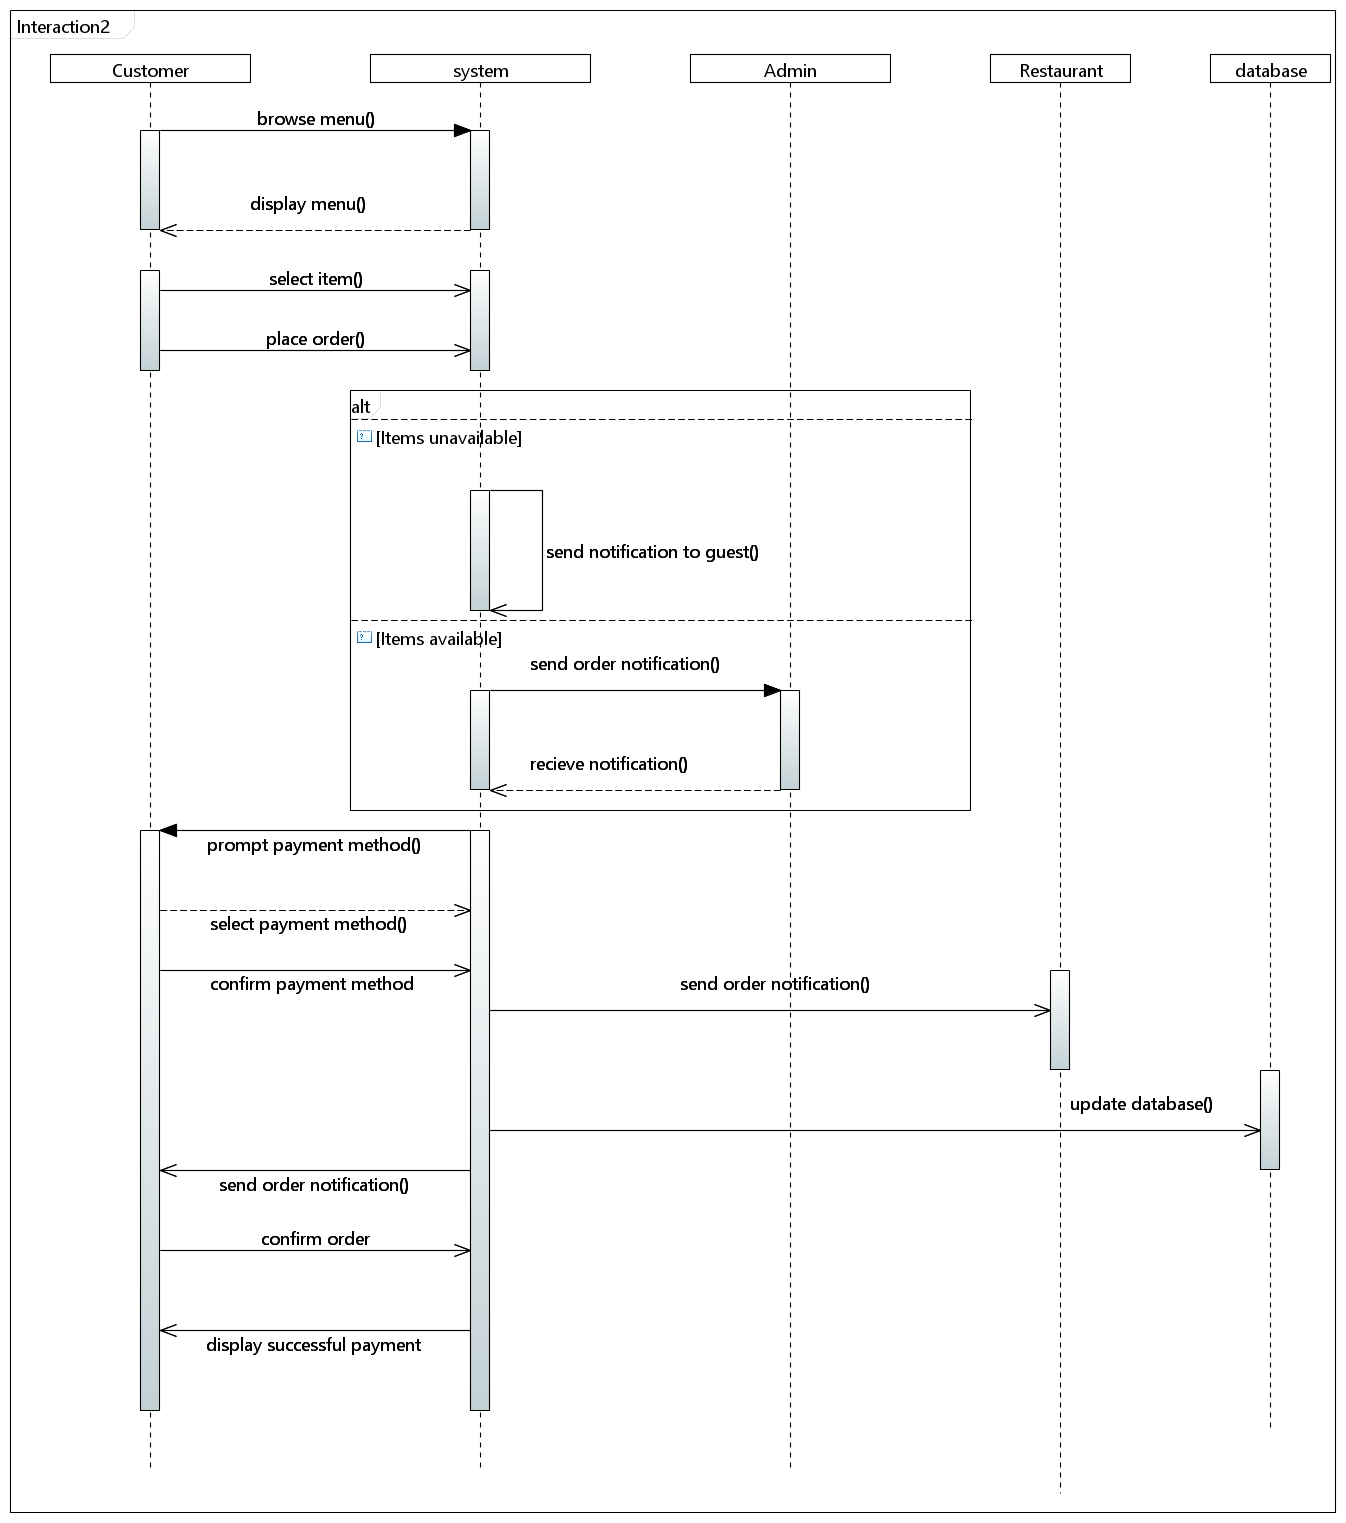 Interaction2
Customer
system
Admin
Restaurant
database
browse menu()
display menu()
select item()
place order()
alt
[Items unavailable]
send notification to guest()
[Items available]
send order notification()
recieve notification()
prompt payment method()
select payment method()
confirm payment method
send order notification()
update database()
send order notification()
confirm order
display successful payment